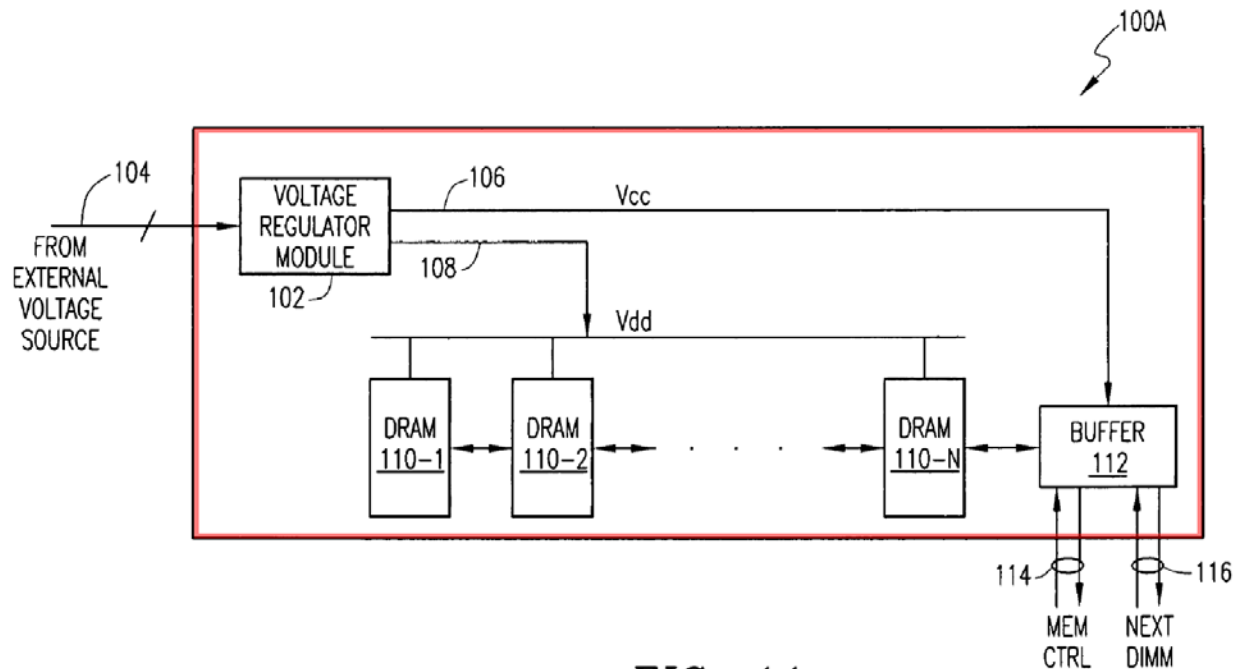 100A
104
FROM
EXTERNAL
VOLTAGE
SOURCE
VOLTAGE
REGULATOR
MODULE
102
106
Vcc
108
Vdd
DRAM
110-1
DRAM
110-2
. . .
DRAM
110-N
BUFFER
112
114
116
MEM
CTRL
NEXT
DIMM